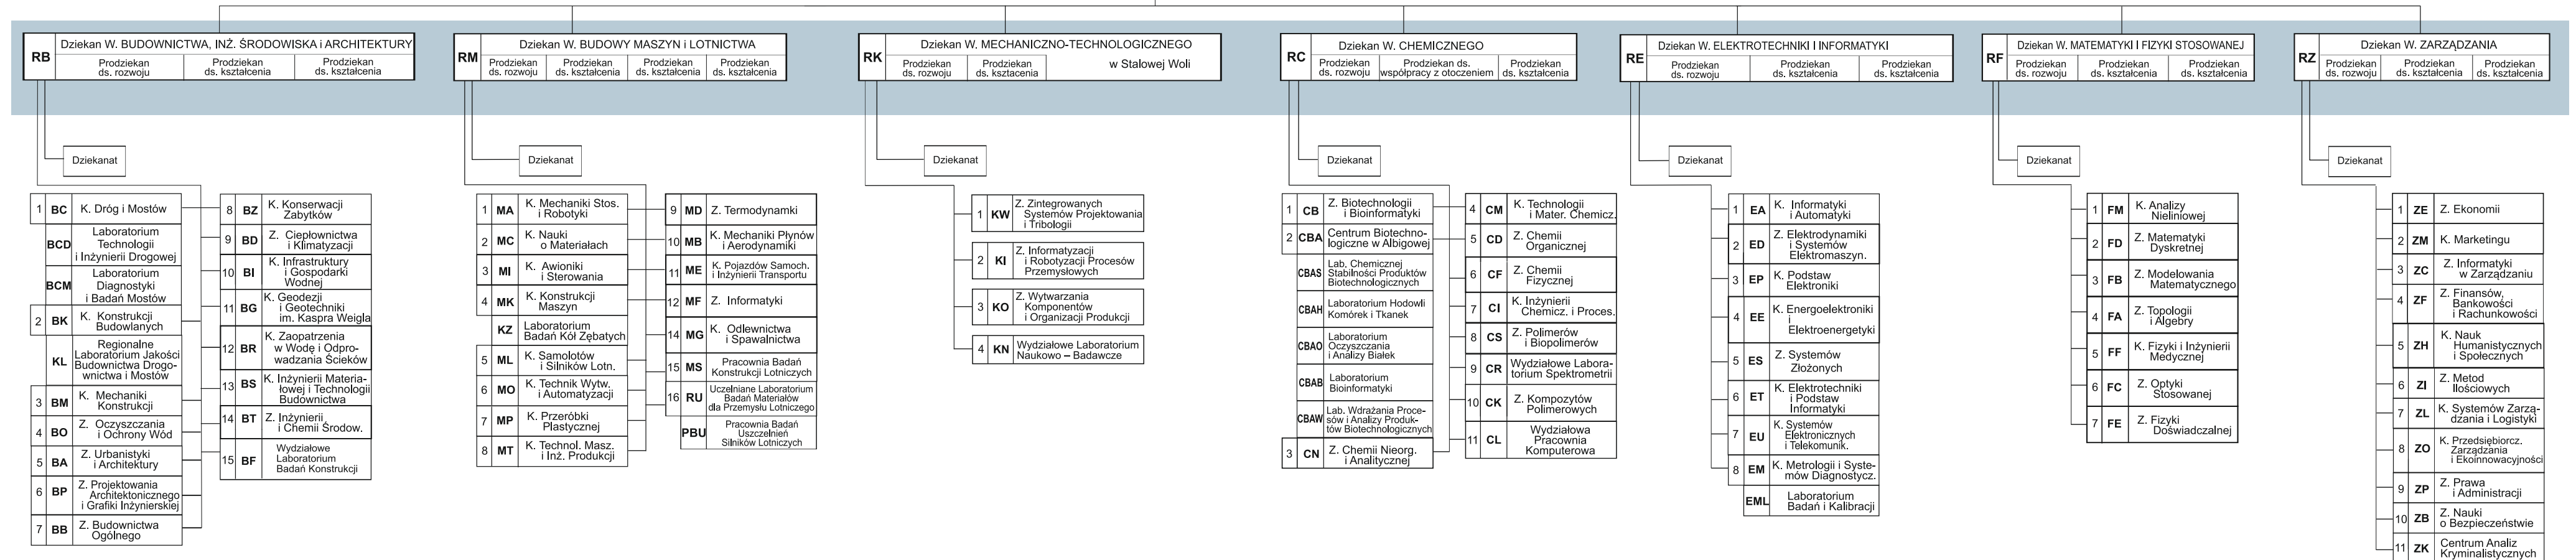 RB
Dziekan W. BUDOWNICTWA, INŻ. ŚRODOWISKA i ARCHITEKTURY
Prodziekan
ds. rozwoju
Prodziekan
ds. kształcenia
Prodziekan
ds. kształcenia
Dziekanat
1 BC K. Dróg i Mostów
BCD Laboratorium
Technologii
i Inżynierii Drogowej
BCM Laboratorium
Diagnostyki
i Badań Mostów
2 BK K. Konstrukcji
Budowlanych
KL Regionalne
Laboratorium Jakości
Budownictwa Drogo-
wnictwa i Mostów
3 BM K. Mechaniki
Konstrukcji
4 BO Z. Oczyszczania
i Ochrony Wód
5 BA Z. Urbanistyki
i Architektury
6 BP Z. Projektowania
Architektonicznego
i Grafiki Inżynierskiej
7 BB Z. Budownictwa
Ogólnego
8 BZ K. Konserwacji
Zabytków
9 BD Z. Ciepłownictwa
i Klimatyzacji
10 BI K. Infrastruktury
i Gospodarki
Wodnej
11 BG K. Geodezji
i Geotechniki
im. Kaspra Weigla
12 BR K. Zaopatrzenia
w Wodę i Odpro-
wadzania Ścieków
13 BS K. Inżynierii Materia-
łowej i Technologii
Budownictwa
14 BT Z. Inżynierii
i Chemii Środow.
15 BF Wydziałowe
Laboratorium
Badań Konstrukcji
RM
Dziekan W. BUDOWY MASZYN i LOTNICTWA
Prodziekan
ds. rozwoju
Prodziekan
ds. kształcenia
Prodziekan
ds. kształcenia
Prodziekan
ds. kształcenia
Dziekanat
1 MA K. Mechaniki Stos.
i Robotyki
2 MC K. Nauki
o Materiałach
3 MI K. Awioniki
i Sterowania
4 MK K. Konstrukcji
Maszyn
KZ Laboratorium
Badań Kół Zębatych
5 ML K. Samolotów
i Silników Lotn.
6 MO K. Technik Wytw.
i Automatyzacji
7 MP K. Przeróbki
Plastycznej
8 MT K. Technol. Masz.
i Inż. Produkcji
9 MD Z. Termodynamki
10 MB K. Mechaniki Płynów
i Aerodynamiki
11 ME K. Pojazdów Samoch.
i Inżynierii Transportu
12 MF Z. Informatyki
14 MG K. Odlewnictwa
i Spawalnictwa
15 MS Pracownia Badań
Konstrukcji Lotniczych
16 RU Uczelniane Laboratorium
Badań Materiałów
dla Przemysłu Lotniczego
PBU Pracownia Badań
Uszczelnień
Silników Lotniczych
RK
Dziekan W. MECHANICZNO-TECHNOLOGICZNEGO
w Stalowej Woli
Prodziekan
ds. rozwoju
Prodziekan
ds. kształcenia
Dziekanat
1 KW Z. Zintegrowanych
Systemów Projektowania
i Tribologii
2 KI Z. Informatyzacji
i Robotyzacji Procesów
Przemysłowych
3 KO Z. Wytwarzania
Komponentów
i Organizacji Produkcji
4 KN Wydziałowe Laboratorium
Naukowo – Badawcze
RC
Dziekan W. CHEMICZNEGO
Prodziekan
ds. rozwoju
Prodziekan ds.
współpracy z otoczeniem
Prodziekan
ds. kształcenia
Dziekanat
1 CB Z. Biotechnologii
i Bioinformatyki
2 CBA Centrum Biotechno-
logiczne w Albigowej
CBAS Lab, Chemicznej
Stabilności Produktów
Biotechnologicznych
CBAH Laboratorium Hodowli
Komórek i Tkanek
CBAO Laboratorium
Oczyszczania
i Analizy Białek
CBAB Laboratorium
Bioinformatyki
CBAW Lab. Wdrażania Proce-
sów i Analizy Produk-
tów Biotechnologicznych
3 CN Z. Chemii Nieorg.
i Analitycznej
4 CM K. Technologii
i Mater. Chemicz.
5 CD Z. Chemii
Organicznej
6 CF Z. Chemii
Fizycznej
7 CI K. Inżynierii
Chemicz. i Proces.
8 CS Z. Polimerów
i Biopolimerów
9 CR Wydziałowe Labora-
torium Spektrometrii
10 CK Z. Kompozytów
Polimerowych
11 CL Wydziałowa
Pracownia
Komputerowa
RE
Dziekan W. ELEKTROTECHNIKI I INFORMATYKI
Prodziekan
ds. rozwoju
Prodziekan
ds. kształcenia
Prodziekan
ds. kształcenia
Dziekanat
1 EA K. Informatyki
i Automatyki
2 ED Z. Elektrodynamiki
i Systemów
Elektromaszyn.
3 EP K. Podstaw
Elektroniki
4 EE K. Energoelektroniki
i
Elektroenergetyki
5 ES Z. Systemów
Złożonych
6 ET K. Elektrotechniki
i Podstaw
Informatyki
7 EU K. Systemów
Elektronicznych
i Telekomunik.
8 EM K. Metrologii i Syste-
mów Diagnostycz.
EML Laboratorium
Badań i Kalibracji
RF
Dziekan W. MATEMATYKI I FIZYKI STOSOWANEJ
Prodziekan
ds. rozwoju
Prodziekan
ds. kształcenia
Prodziekan
ds. kształcenia
Dziekanat
1 FM K. Analizy
Nieliniowej
2 FD Z. Matematyki
Dyskretnej
3 FB Z. Modelowania
Matematycznego
4 FA Z. Topologii
i Algebry
5 FF K. Fizyki i Inżynierii
Medycznej
6 FC Z. Optyki
Stosowanej
7 FE Z. Fizyki
Doświadczalnej
RZ
Dziekan W. ZARZĄDZANIA
Prodziekan
ds. rozwoju
Prodziekan
ds. kształcenia
Prodziekan
ds. kształcenia
Dziekanat
1 ZE Z. Ekonomii
2 ZM K. Marketingu
3 ZC Z. Informatyki
w Zarządzaniu
4 ZF Z. Finansów,
Bankowości
i Rachunkowości
5 ZH K. Nauk
Humanistycznych
i Społecznych
6 ZI Z. Metod
Ilościowych
7 ZL K. Systemów Zarzą-
dzania i Logistyki
8 ZO K. Przedsiębiorcz.
Zarządzania
i Ekoinnowacyjności
9 ZP Z. Prawa
i Administracji
10 ZB Z. Nauki
o Bezpieczeństwie
11 ZK Centrum Analiz
Kryminalistycznych